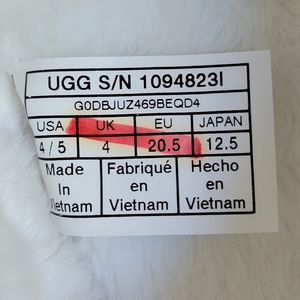 UGG S/N 1094823I
G0DBJUZ469BEQD4
USA UK EU JAPAN
4 / 5 4 20.5 12.5
Made Fabriqué Hecho
In en en
Vietnam Vietnam Vietnam